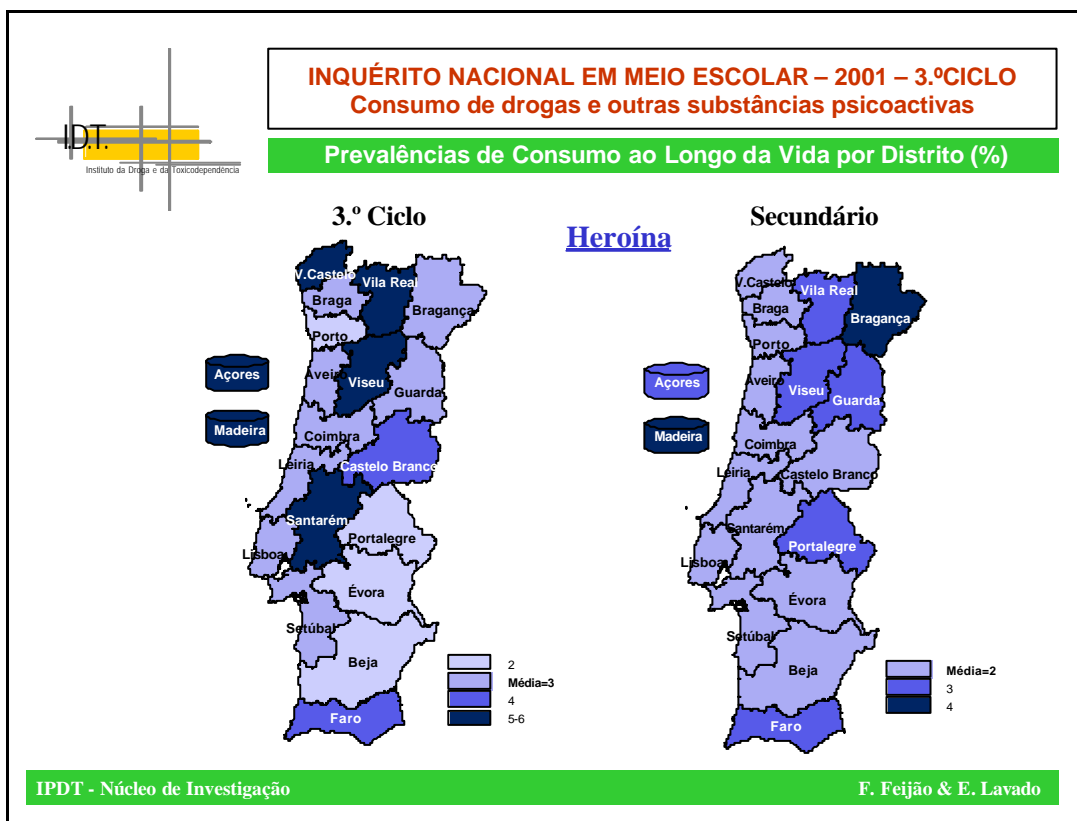 INQUÉRITO NACIONAL EM MEIO ESCOLAR – 2001 – 3.ºCICLO
Consumo de drogas e outras substâncias psicoactivas
I.D.T.
Instituto da Droga e da Toxicodependência
Prevalências de Consumo ao Longo da Vida por Distrito (%)
3.º Ciclo
Heroína
Secundário
V.Castelo
Vila Real
Bragança
Braga
Porto
Açores
Aveiro
Viseu
Guarda
Madeira
Coimbra
Leiria
Castelo Branco
Santarém
Portalegre
Lisboa
Évora
Setúbal
Beja
Faro
2
Média=3
4
5-6
V.Castelo
Vila Real
Bragança
Braga
Porto
Açores
Aveiro
Viseu
Guarda
Madeira
Coimbra
Leiria
Castelo Branco
Santarém
Portalegre
Lisboa
Évora
Setúbal
Beja
Faro
Média=2
3
4
IPDT - Núcleo de Investigação
F. Feijão & E. Lavado